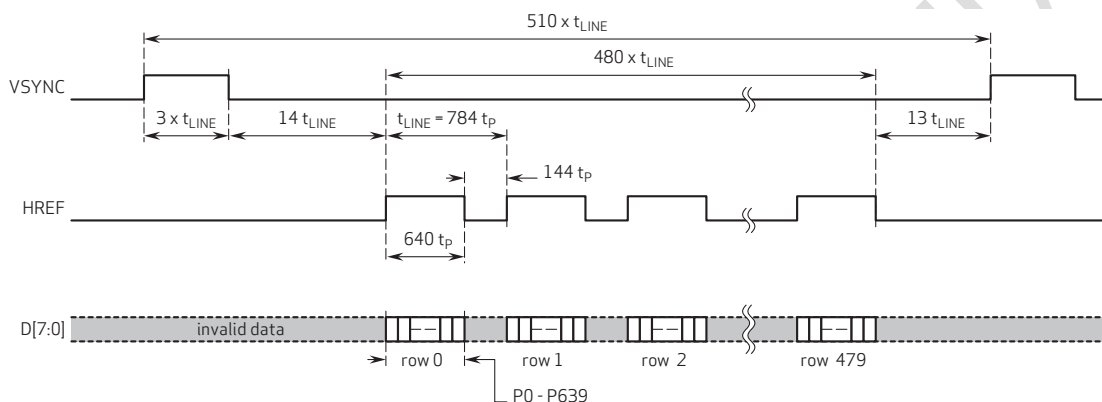 510 x tLINE
480 x tLINE
VSYNC
3 x tLINE
14 tLINE
tLINE = 784 tP
13 tLINE
144 tP
HREF
640 tP
D[7:0]
invalid data
row 0
row 1
row 2
row 479
P0 - P639